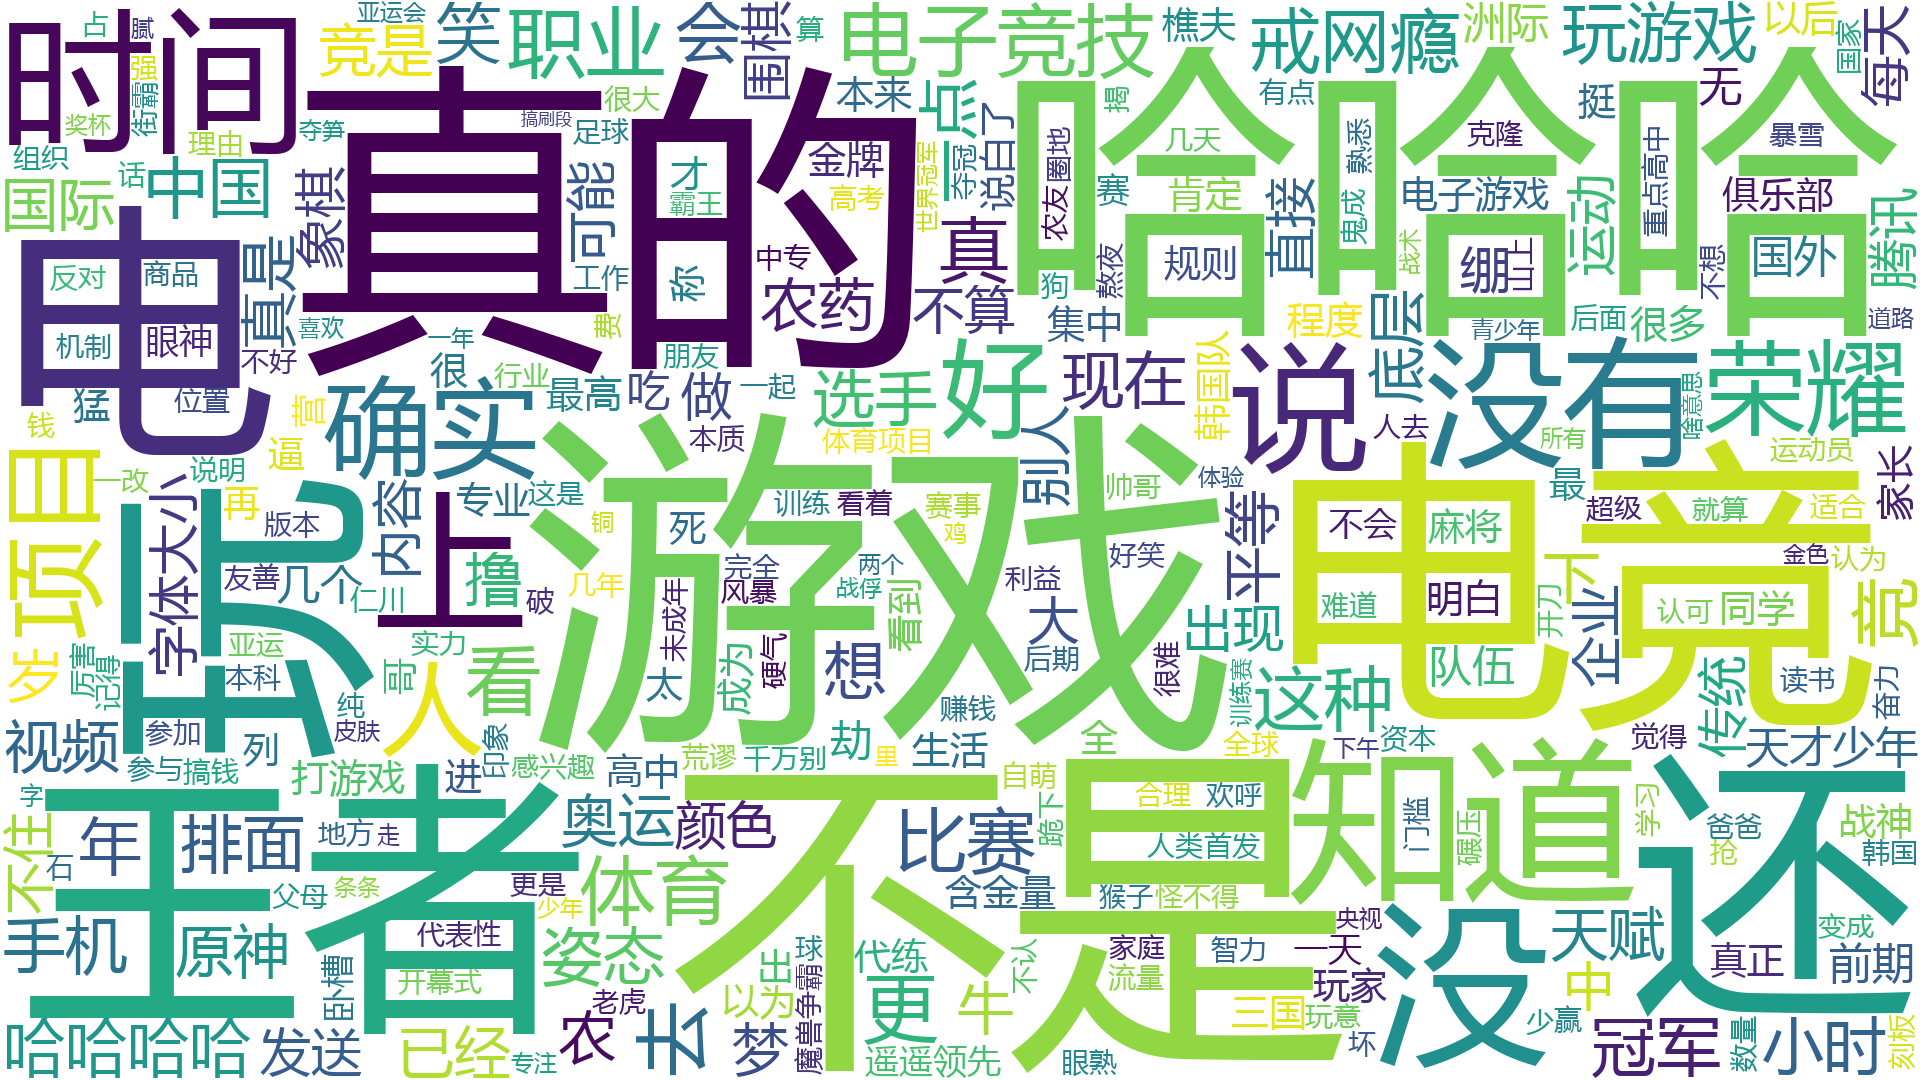 占
腻
亚运会
笑
职业
会
围棋
算
电子竞技
樵夫
戒网瘾
洲际
玩游戏
以后
国家
每天
时间
竞是
强
街霸
奖杯
理由
夺笋
很大
搞刷段
足球
本来
总
说白了
揭
有点
挺
无
哈哈哈
真的
组织
话
国际
中国
象棋
可能
才
霸王
金牌
高考
世界冠军
夺冠
农友圈地
几天
赛
肯定
熟悉
克隆
电子游戏
鬼成
直接
运动
重点高中
暴雪
俱乐部
腾讯
电
反对
商品
直是
工作
称
中专
农药
真
不算
狗
熬夜
规则
战术
绷
山上
不想
国外
机制
眼神
喜欢
不好
一年
很
费
行业
朋友
集中
程度
底层
青少年
后面
很多
道路
钱
猛
位置
言
确实
最高
吃
做
一起
选手
好
现在
韩国队
说
没有
啥意思
荣耀
逼
本质
体育项目
人去
所有
运动员
项目
一改
说明
玩
字体大小
再
版本
内容
专业
这是
上
游戏
铜
死
训练
看着
赛事
鸡
别人
帅哥
体验
平等
电竞
不会
麻将
最
超级
就算
适合
家长
友善
几个
仁川
撸
破
几年
完全
风暴
两个
战俘
看到
利益
好笑
难道
明白
开刀
下
金色
认为
认可
同学
竞
企业
岁
厉害
记得
亚运
本科
纯
皮肤
哥
实力
人
看
未成年
太
成为
硬气
想
大
后期
很难
出现
训练赛
这种
队伍
传统
读书
奋力
视频
参加
参与
搞钱
列
打游戏
进
印象
感兴趣
高中
荒谬
千万别
劫
里
赚钱
生活
自萌
全
全球
下午
资本
觉得
天才少年
字
不住
石
年
排面
地方
走
王者
奥运
颜色
不是
比赛
跪下
合理
欢呼
人类首发
知道
门槛
碾压
学习
还
爸爸
抢
战神
韩国
父母
条条
更是
少年
体育
含金量
猴子
怪不得
央视
手机
原神
卧槽
代表性
开幕式
姿态
出
球
代练
不认
家庭
流量
智力
一天
没
天赋
变成
真正
前期
老虎
去
以为
魔兽争霸
更
牛
三国
玩意
玩家
中
少赢
哈哈哈哈
发送
已经
专注
农
梦
遥遥领先
眼熟
坏
冠军
数量
小时
刻板